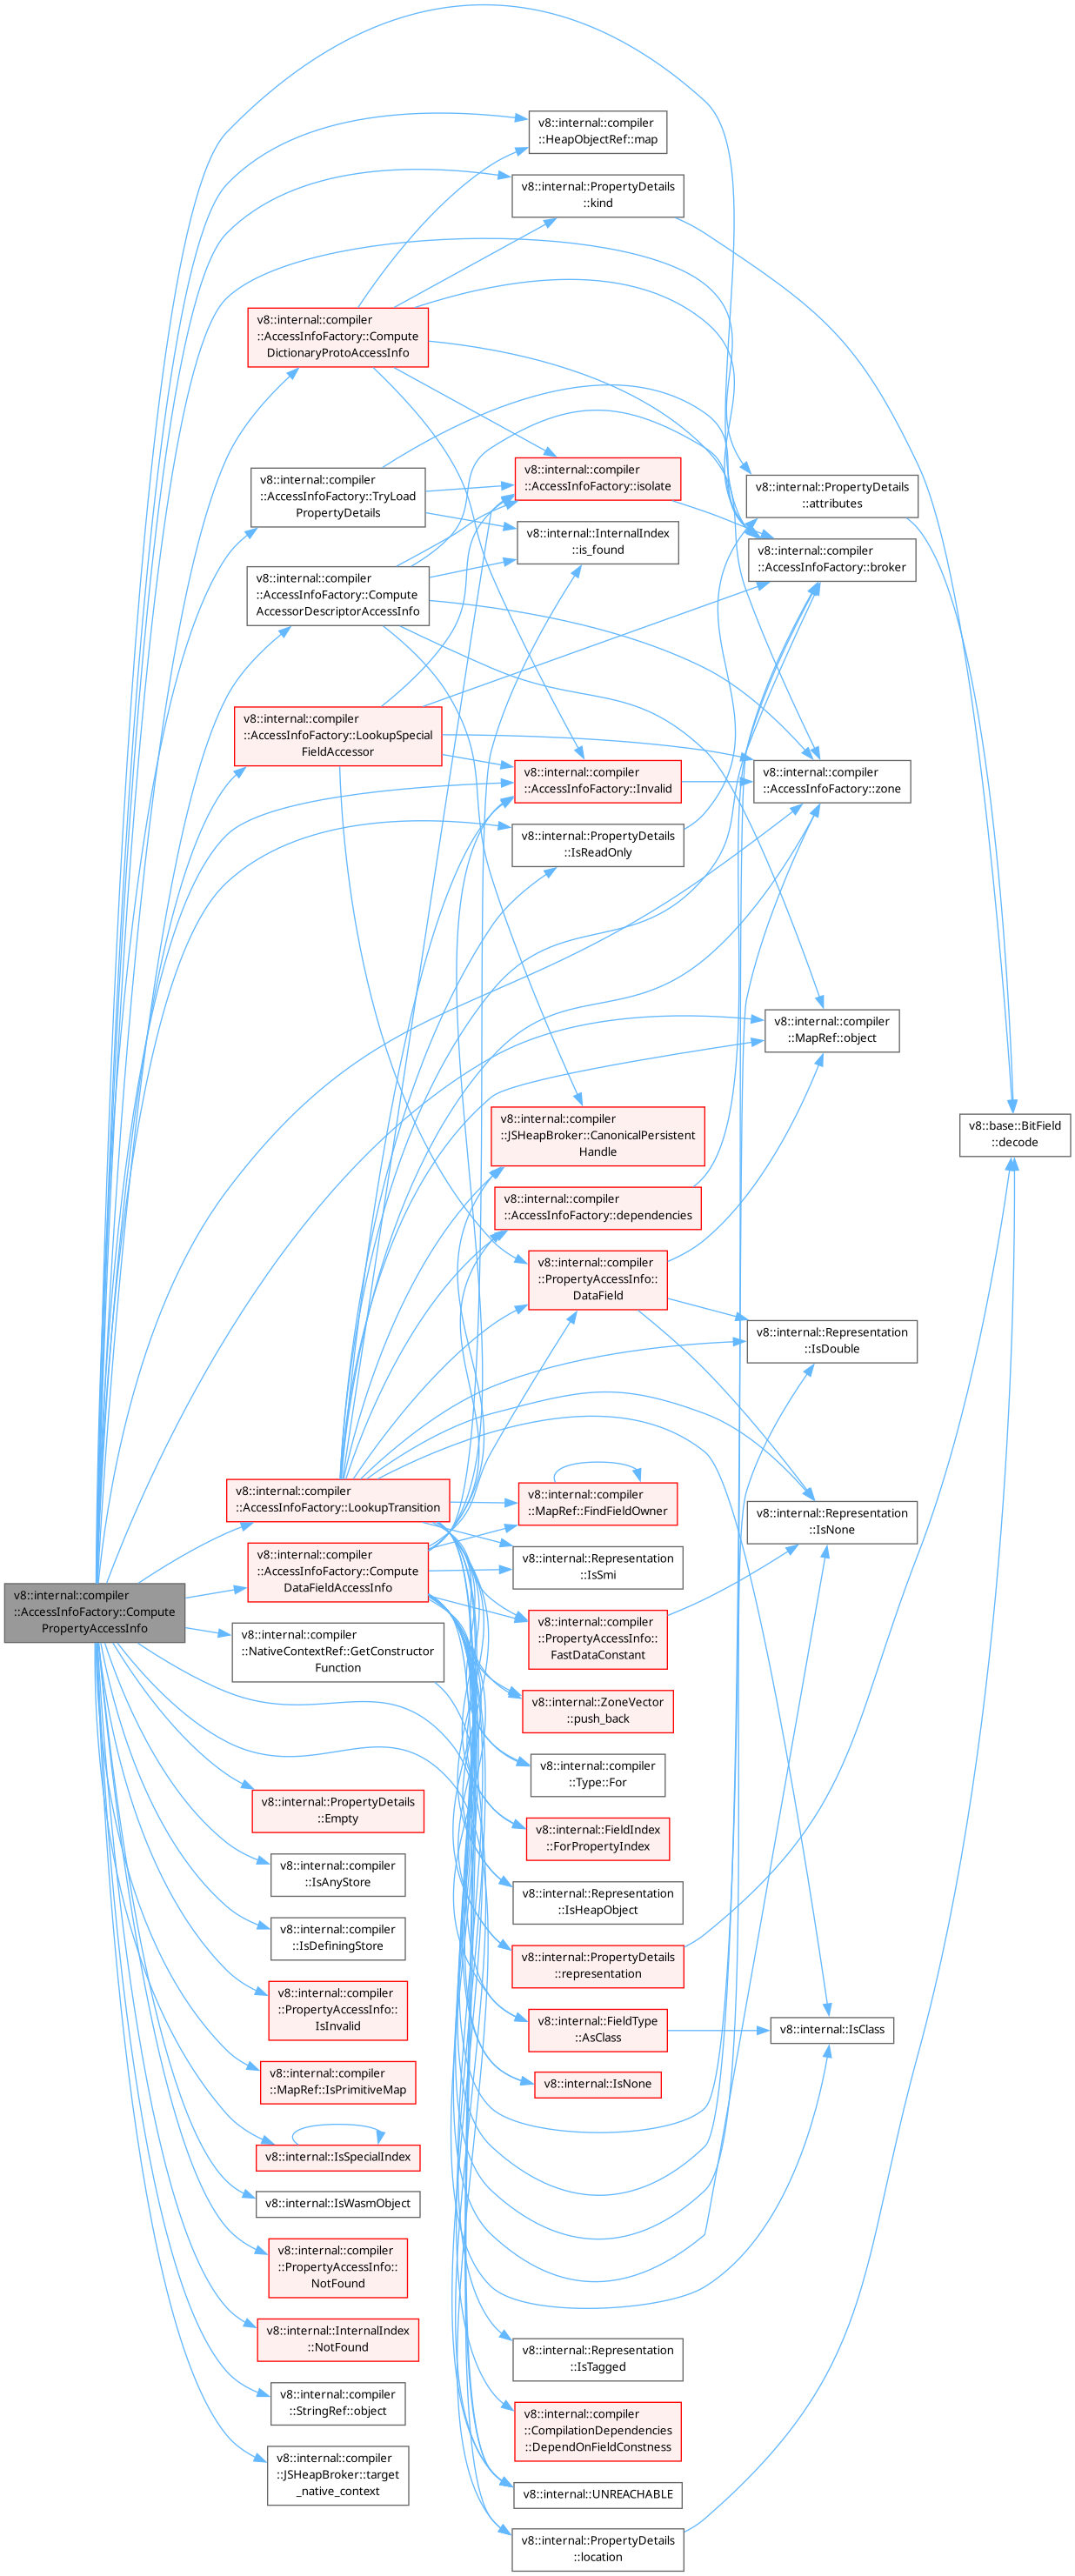 v8::internal::compiler
::AccessInfoFactory::Compute
PropertyAccessInfo
v8::internal::compiler
::AccessInfoFactory::Compute
DictionaryProtoAccessInfo
v8::internal::compiler
::AccessInfoFactory::TryLoad
PropertyDetails
v8::internal::compiler
::AccessInfoFactory::Compute
AccessorDescriptorAccessInfo
v8::internal::compiler
::AccessInfoFactory::LookupSpecial
FieldAccessor
v8::internal::compiler
::AccessInfoFactory::LookupTransition
v8::internal::compiler
::AccessInfoFactory::Compute
DataFieldAccessInfo
v8::internal::compiler
::NativeContextRef::GetConstructor
Function
v8::internal::PropertyDetails
::Empty
v8::internal::compiler
::IsAnyStore
v8::internal::compiler
::IsDefiningStore
v8::internal::compiler
::PropertyAccessInfo::
IsInvalid
v8::internal::compiler
::MapRef::IsPrimitiveMap
v8::internal::IsSpecialIndex
v8::internal::IsWasmObject
v8::internal::compiler
::PropertyAccessInfo::
NotFound
v8::internal::InternalIndex
::NotFound
v8::internal::compiler
::StringRef::object
v8::internal::compiler
::JSHeapBroker::target
_native_context
v8::internal::compiler
::HeapObjectRef::map
v8::internal::PropertyDetails
::kind
v8::internal::compiler
::AccessInfoFactory::isolate
v8::internal::InternalIndex
::is_found
v8::internal::compiler
::AccessInfoFactory::Invalid
v8::internal::PropertyDetails
::IsReadOnly
v8::internal::compiler
::JSHeapBroker::CanonicalPersistent
Handle
v8::internal::compiler
::AccessInfoFactory::dependencies
v8::internal::compiler
::PropertyAccessInfo::
DataField
v8::internal::compiler
::MapRef::FindFieldOwner
v8::internal::Representation
::IsSmi
v8::internal::compiler
::PropertyAccessInfo::
FastDataConstant
v8::internal::ZoneVector
::push_back
v8::internal::compiler
::Type::For
v8::internal::FieldIndex
::ForPropertyIndex
v8::internal::Representation
::IsHeapObject
v8::internal::PropertyDetails
::representation
v8::internal::FieldType
::AsClass
v8::internal::IsNone
v8::internal::Representation
::IsTagged
v8::internal::compiler
::CompilationDependencies
::DependOnFieldConstness
v8::internal::UNREACHABLE
v8::internal::PropertyDetails
::location
v8::internal::PropertyDetails
::attributes
v8::internal::compiler
::AccessInfoFactory::broker
v8::internal::compiler
::AccessInfoFactory::zone
v8::internal::compiler
::MapRef::object
v8::internal::Representation
::IsDouble
v8::internal::Representation
::IsNone
v8::internal::IsClass
v8::base::BitField
::decode